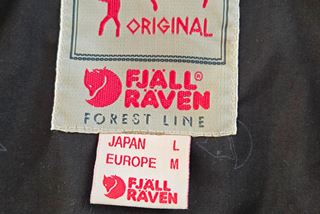 ORIGINAL
FJÄLL®
RÄVEN
FOREST LINE
JAPAN L
EUROPE M
FJÄLL
RÄVEN